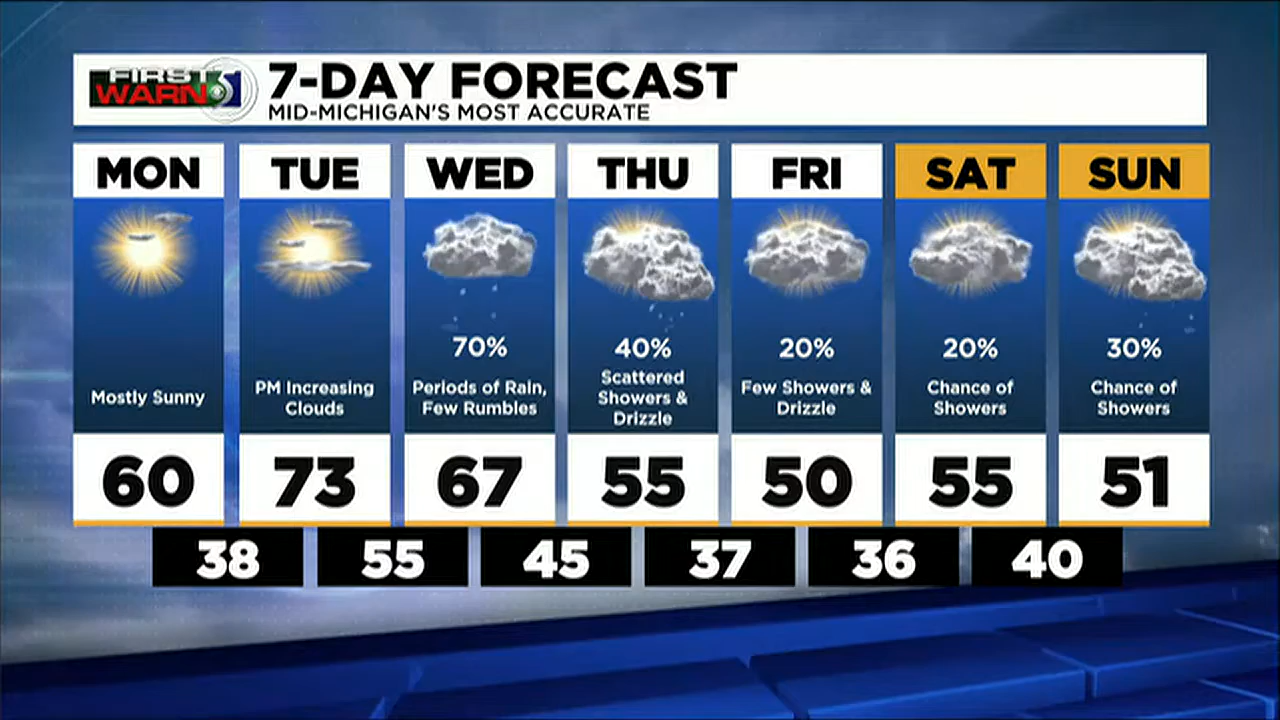 FIRST
WARN 5
7-DAY FORECAST
MID-MICHIGAN'S MOST ACCURATE
MON
TUE
WED
THU
FRI
SAT
SUN
70%
40%
20%
20%
30%
Mostly Sunny
PM Increasing
Clouds
Periods of Rain,
Few Rumbles
Scattered
Showers &
Drizzle
Few Showers &
Drizzle
Chance of
Showers
Chance of
Showers
60
73
67
55
50
55
51
38
55
45
37
36
40